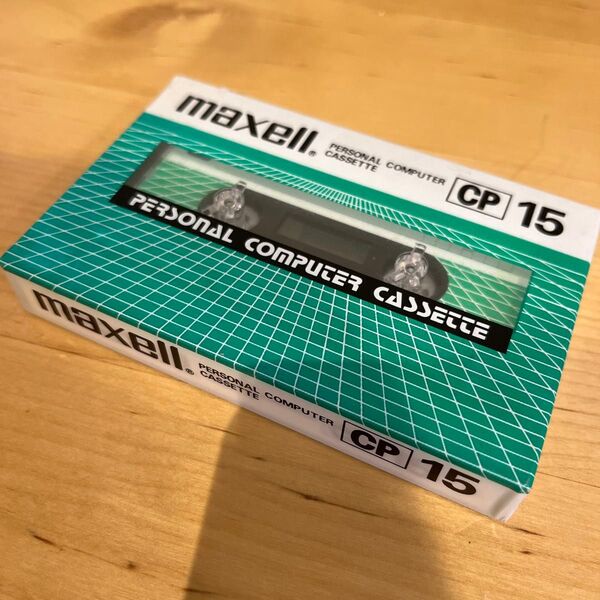 maxell®
PERSONAL COMPUTER
CASSETTE
CP 15
PERSONAL COMPUTER CASSETTE
maxell®
PERSONAL COMPUTER
CASSETTE
CP 15